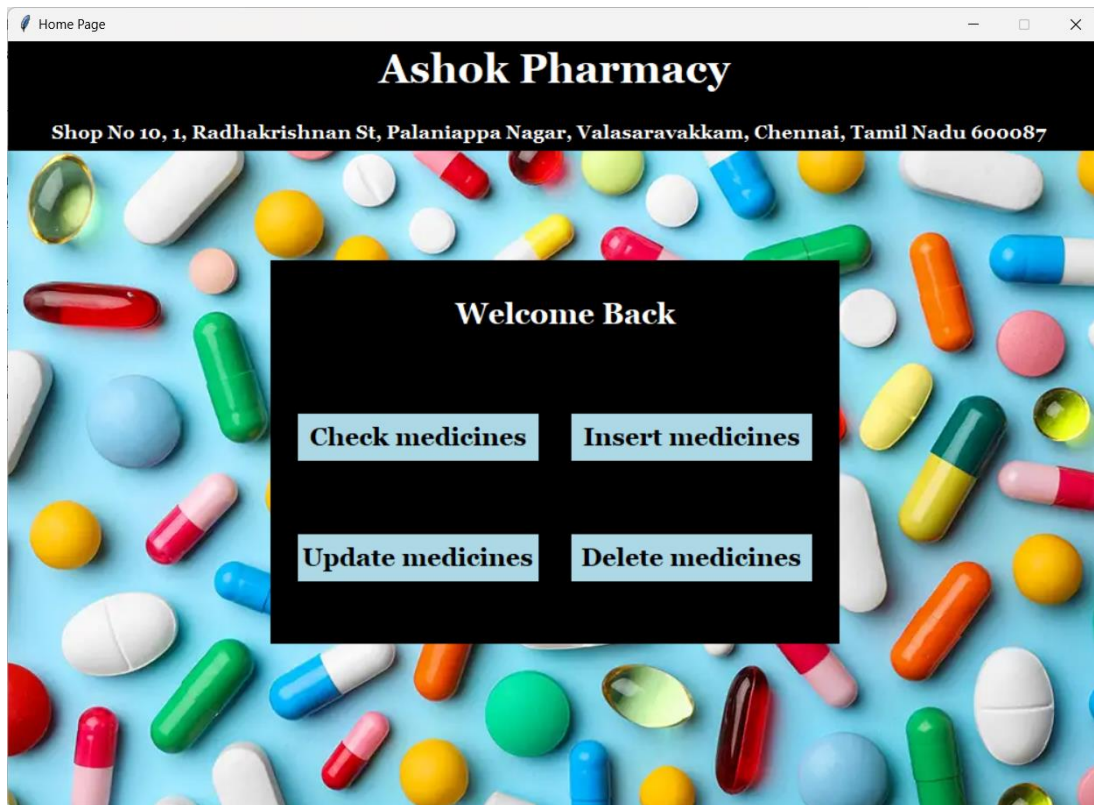 Home Page
Ashok Pharmacy
Shop No 10, 1, Radhakrishnan St, Palaniappa Nagar, Valasaravakkam, Chennai, Tamil Nadu 600087
Welcome Back
Check medicines
Insert medicines
Update medicines
Delete medicines